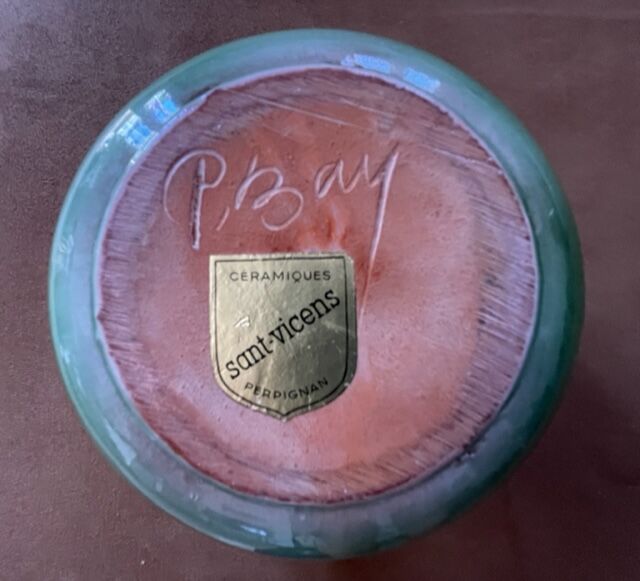 P. Bay
CERAMIQUES
sant-vicens
PERPIGNAN